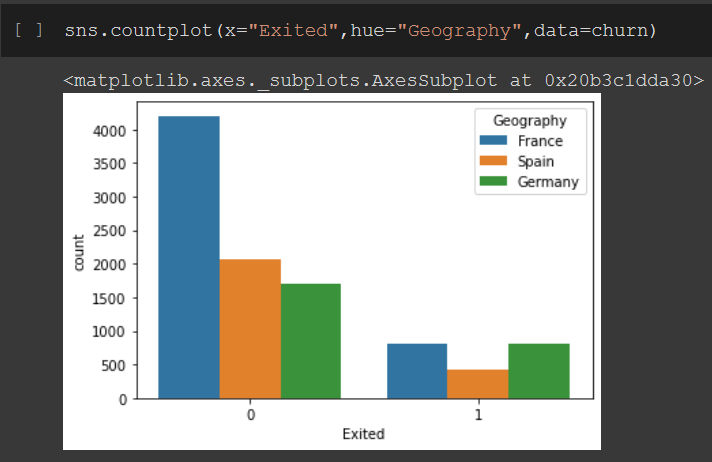 [ ] sns.countplot(x="Exited",hue="Geography",data=churn)
<matplotlib.axes._subplots.AxesSubplot at 0x20b3c1dda30>
Geography
France
Spain
Germany
4000
3500
3000
2500
2000
1500
1000
500
0
count
0 1
Exited